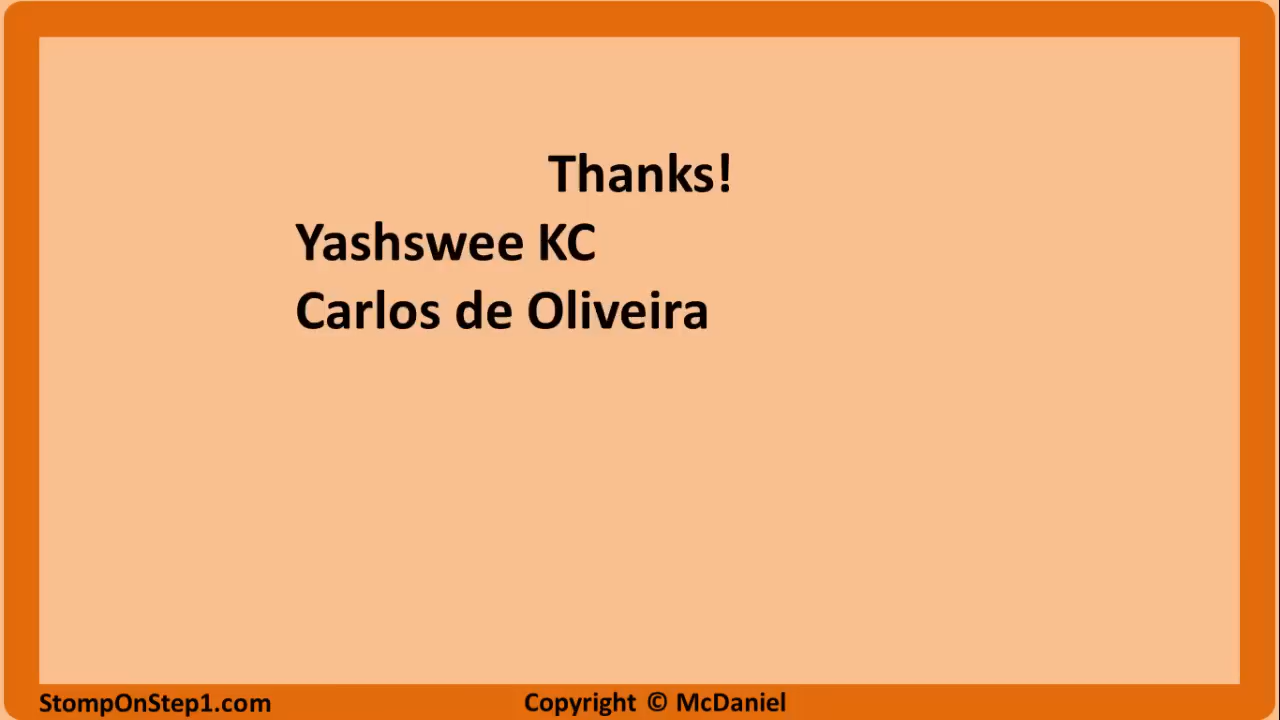 Thanks!
Yashswee KC
Carlos de Oliveira
StompOnStep1.com
Copyright © McDaniel